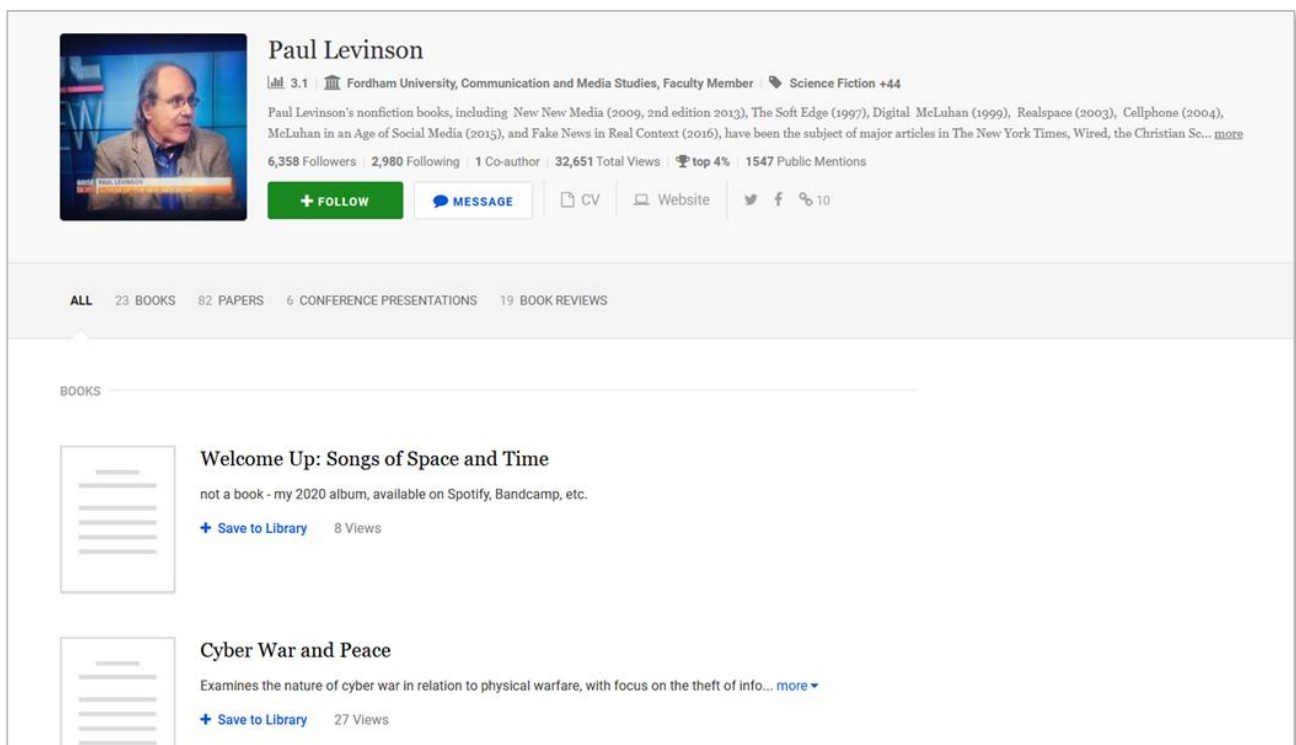 Paul Levinson
3.1 Fordham University, Communication and Media Studies, Faculty Member Science Fiction +44
Paul Levinson's nonfiction books, including New New Media (2009, 2nd edition 2013), The Soft Edge (1997), Digital McLuhan (1999), Realspace (2003), Cellphone (2004),
McLuhan in an Age of Social Media (2015), and Fake News in Real Context (2016), have been the subject of major articles in The New York Times, Wired, the Christian Sc... more
6,358 Followers 2,980 Following 1 Co-author 32,651 Total Views top 4% 1547 Public Mentions
PAUL LEVINSON
+ FOLLOW MESSAGE CV Website 10
ALL 23 BOOKS 82 PAPERS 6 CONFERENCE PRESENTATIONS 19 BOOK REVIEWS
BOOKS
Welcome Up: Songs of Space and Time
not a book - my 2020 album, available on Spotify, Bandcamp, etc.
+ Save to Library 8 Views
Cyber War and Peace
Examines the nature of cyber war in relation to physical warfare, with focus on the theft of info... more
+ Save to Library 27 Views